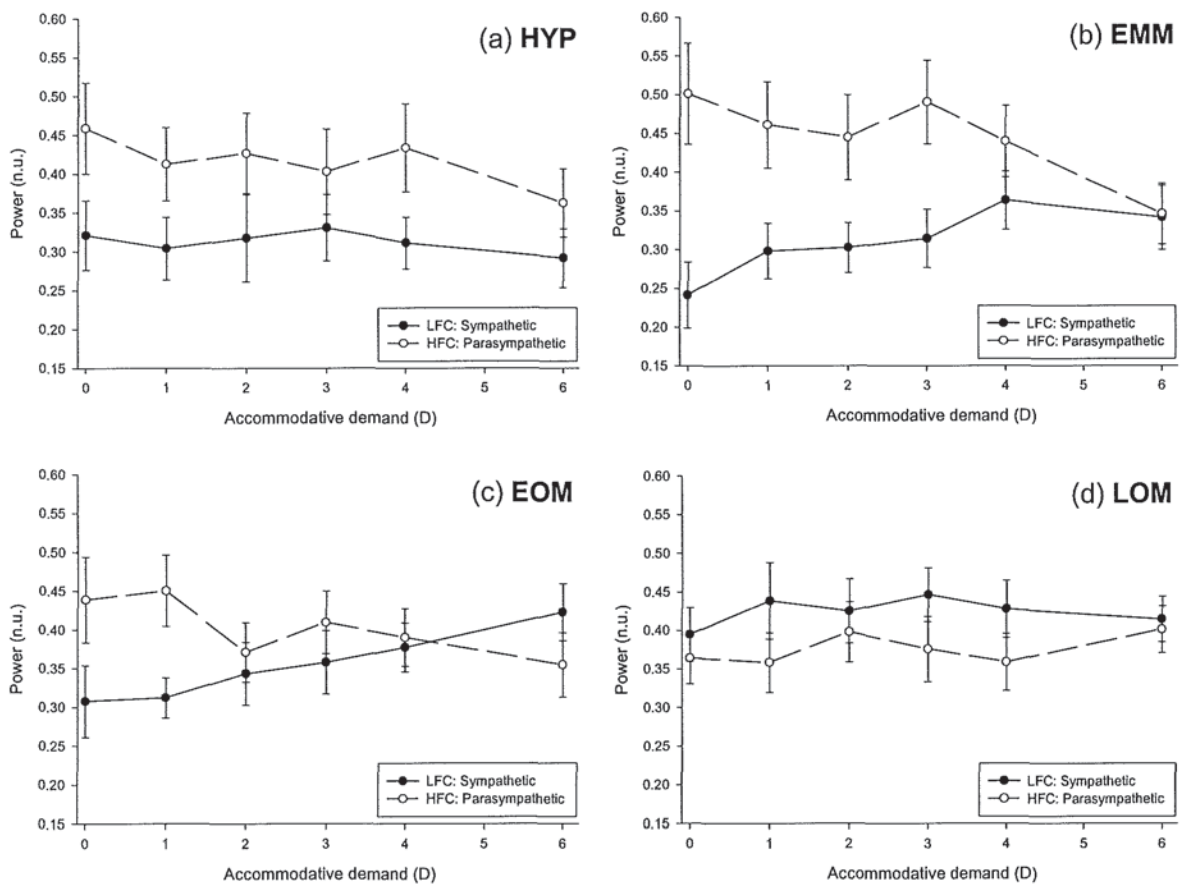 (a) HYP
0.60
0.55
0.50
0.45
0.40
0.35
0.30
0.25
0.20
0.15
Power (n.u.)
LFC: Sympathetic
HFC: Parasympathetic
0 1 2 3 4 5 6
Accommodative demand (D)
(b) EMM
0.60
0.55
0.50
0.45
0.40
0.35
0.30
0.25
0.20
0.15
Power (n.u.)
LFC: Sympathetic
HFC: Parasympathetic
0 1 2 3 4 5 6
Accommodative demand (D)
(c) EOM
0.60
0.55
0.50
0.45
0.40
0.35
0.30
0.25
0.20
0.15
Power (n.u.)
LFC: Sympathetic
HFC: Parasympathetic
0 1 2 3 4 5 6
Accommodative demand (D)
(d) LOM
0.60
0.55
0.50
0.45
0.40
0.35
0.30
0.25
0.20
0.15
Power (n.u.)
LFC: Sympathetic
HFC: Parasympathetic
0 1 2 3 4 5 6
Accommodative demand (D)